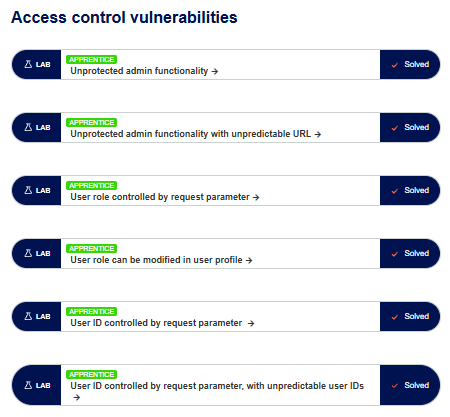 Access control vulnerabilities
LAB
APPRENTICE
Unprotected admin functionality →
Solved
LAB
APPRENTICE
Unprotected admin functionality with unpredictable URL →
Solved
LAB
APPRENTICE
User role controlled by request parameter →
Solved
LAB
APPRENTICE
User role can be modified in user profile →
Solved
LAB
APPRENTICE
User ID controlled by request parameter →
Solved
LAB
APPRENTICE
User ID controlled by request parameter, with unpredictable user IDs
→
Solved